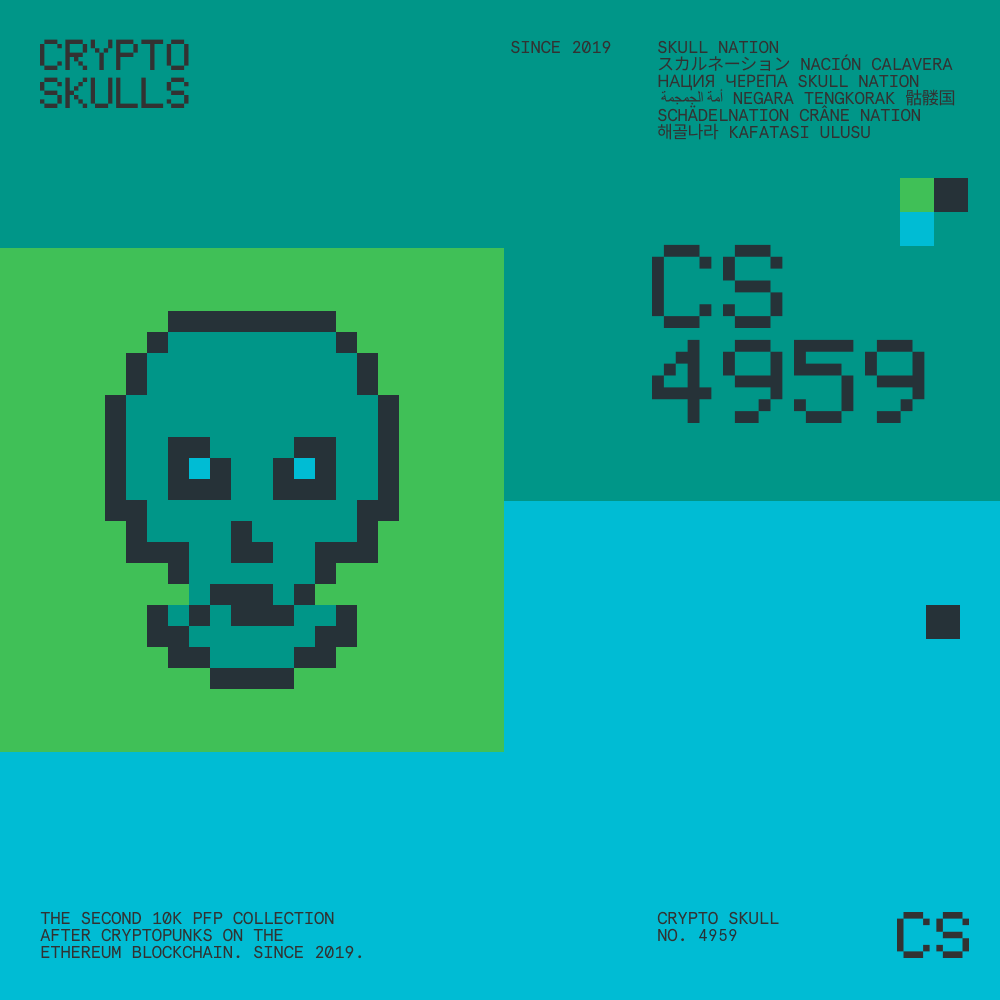 CRYPTO
SKULLS
SINCE 2019
SKULL NATION
スカルネーション NACIÓN CALAVERA
НАЦИЯ ЧЕРЕПА SKULL NATION
أمة الجمجمة NEGARA TENGKORAK 骷髅国
SCHÄDELNATION CRÂNE NATION
해골나라 KAFATASI ULUSU
CS
4959
THE SECOND 10K PFP COLLECTION
AFTER CRYPTOPUNKS ON THE
ETHEREUM BLOCKCHAIN. SINCE 2019.
CRYPTO SKULL
NO. 4959
CS